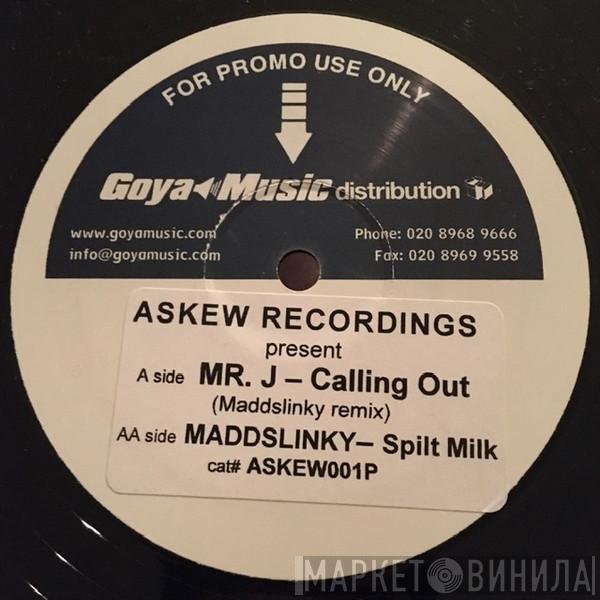 FOR PROMO USE ONLY
Goya Music distribution
www.goyamusic.com
Phone: 020 8968 9666
info@goyamusic.com
Fax: 020 8969 9558
ASKEW RECORDINGS
present
A side MR. J – Calling Out
(Maddslinky remix)
AA side MADDSLINKY– Spilt Milk
cat# ASKEW001P
МАРКЕТ ВИНИЛА